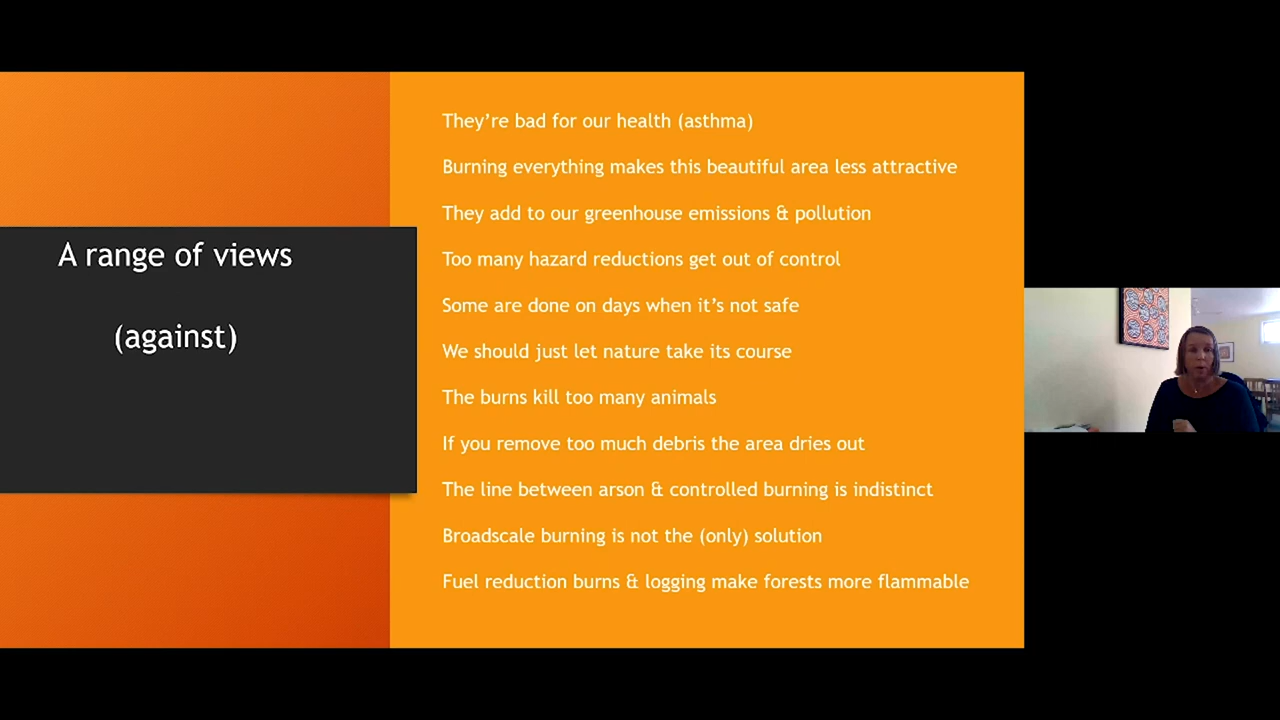 A range of views
(against)
They’re bad for our health (asthma)
Burning everything makes this beautiful area less attractive
They add to our greenhouse emissions & pollution
Too many hazard reductions get out of control
Some are done on days when it’s not safe
We should just let nature take its course
The burns kill too many animals
If you remove too much debris the area dries out
The line between arson & controlled burning is indistinct
Broadscale burning is not the (only) solution
Fuel reduction burns & logging make forests more flammable